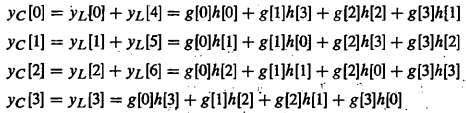 y_C[0] = y_L[0] + y_L[4] = g[0]h[0] + g[1]h[3] + g[2]h[2] + g[3]h[1]
y_C[1] = y_L[1] + y_L[5] = g[0]h[1] + g[1]h[0] + g[2]h[3] + g[3]h[2]
y_C[2] = y_L[2] + y_L[6] = g[0]h[2] + g[1]h[1] + g[2]h[0] + g[3]h[3]
y_C[3] = y_L[3] = g[0]h[3] + g[1]h[2] + g[2]h[1] + g[3]h[0]